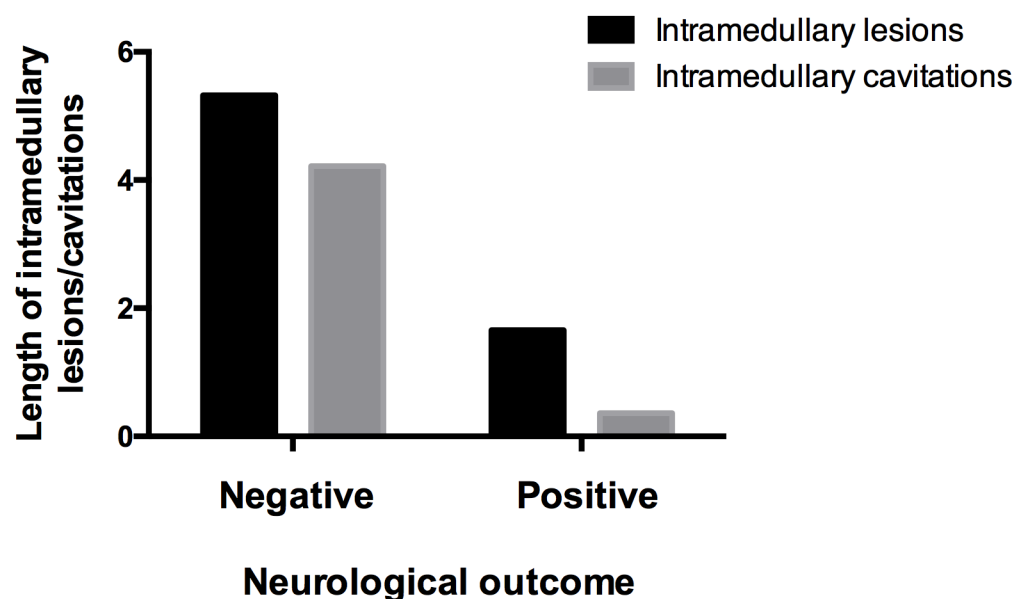 Intramedullary lesions
Intramedullary cavitations
Length of intramedullary
lesions/cavitations
6
4
2
0
Negative
Positive
Neurological outcome